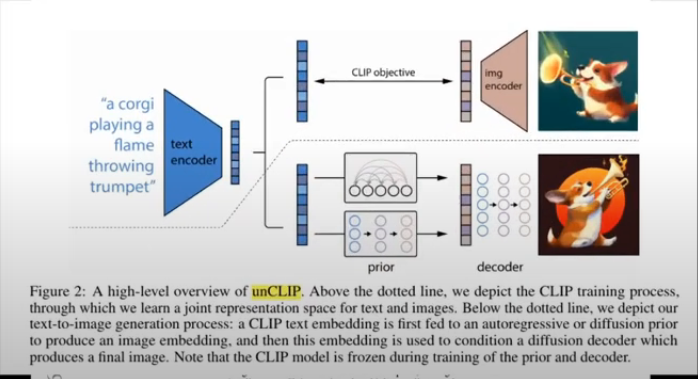 "a corgi
playing a
flame
throwing
trumpet"
text
encoder
CLIP objective
img
encoder
prior
decoder
Figure 2: A high-level overview of unCLIP. Above the dotted line, we depict the CLIP training process,
through which we learn a joint representation space for text and images. Below the dotted line, we depict our
text-to-image generation process: a CLIP text embedding is first fed to an autoregressive or diffusion prior
to produce an image embedding, and then this embedding is used to condition a diffusion decoder which
produces a final image. Note that the CLIP model is frozen during training of the prior and decoder.